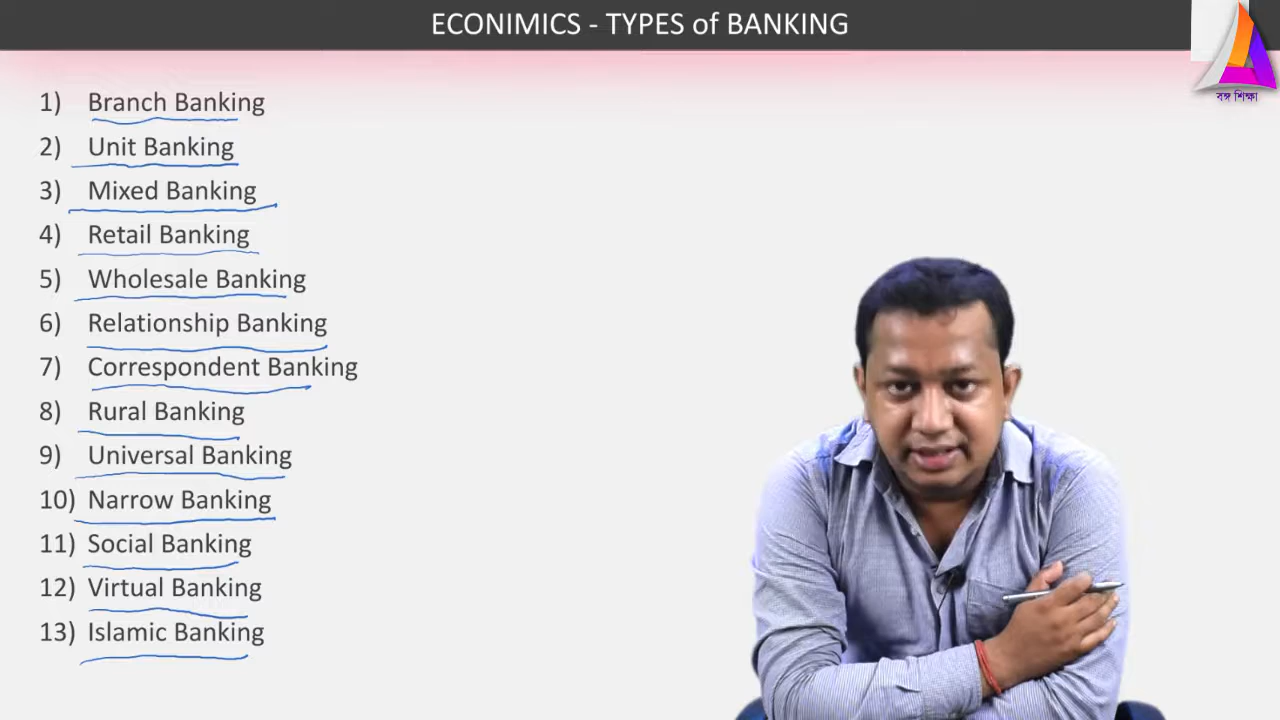 ECONIMICS - TYPES of BANKING
বঙ্গ শিক্ষা
1) Branch Banking
2) Unit Banking
3) Mixed Banking
4) Retail Banking
5) Wholesale Banking
6) Relationship Banking
7) Correspondent Banking
8) Rural Banking
9) Universal Banking
10) Narrow Banking
11) Social Banking
12) Virtual Banking
13) Islamic Banking